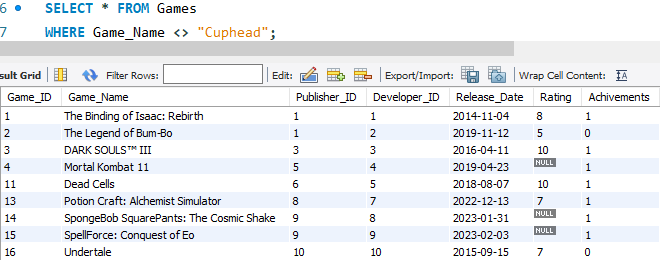 6 SELECT * FROM Games
7 WHERE Game_Name <> "Cuphead";
sult Grid Filter Rows: Edit: Export/Import: Wrap Cell Content: IA
Game_ID Game_Name Publisher_ID Developer_ID Release_Date Rating Achivements
1 The Binding of Isaac: Rebirth 1 1 2014-11-04 8 1
2 The Legend of Bum-Bo 1 2 2019-11-12 5 0
3 DARK SOULS™ III 3 3 2016-04-11 10 1
4 Mortal Kombat 11 5 4 2019-04-23 NULL 1
11 Dead Cells 6 5 2018-08-07 10 1
13 Potion Craft: Alchemist Simulator 8 7 2022-12-13 7 1
14 SpongeBob SquarePants: The Cosmic Shake 9 8 2023-01-31 NULL 1
15 SpellForce: Conquest of Eo 9 9 2023-02-03 NULL 1
16 Undertale 10 10 2015-09-15 7 0